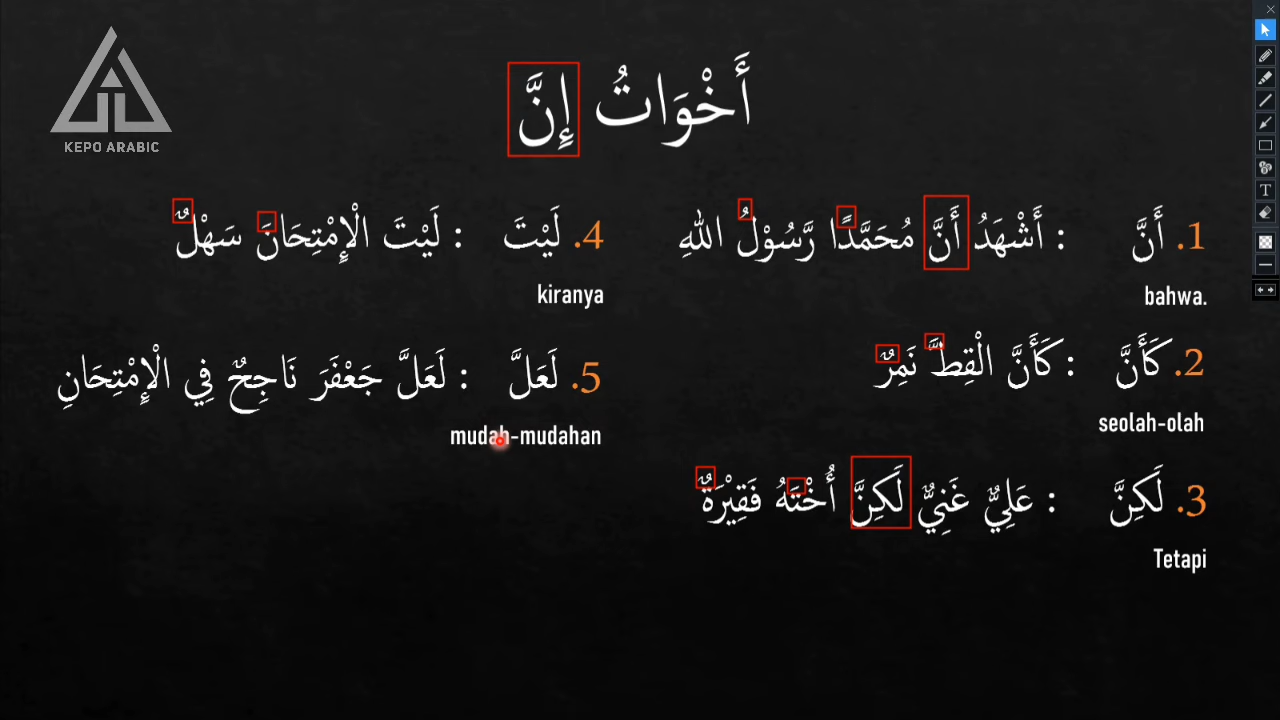 KEPO ARABIC
أَخْوَاتُ إِنَّ
1. أَنَّ : أَشْهَدُ أَنَّ مُحَمَّدًا رَّسُوْلُ اللهِ
bahwa.
2. كَأَنَّ : كَأَنَّ الْقِطَّ نَمِرٌ
seolah-olah
3. لَكِنَّ : عَلِيٌّ غَنِيٌّ لَكِنَّ أُخْتَهُ فَقِيْرَةٌ
Tetapi
4. لَيْتَ : لَيْتَ الْإِمْتِحَانَ سَهْلٌ
kiranya
5. لَعَلَّ : لَعَلَّ جَعْفَرَ نَاجِحٌ فِي الْإِمْتِحَانِ
mudah-mudahan